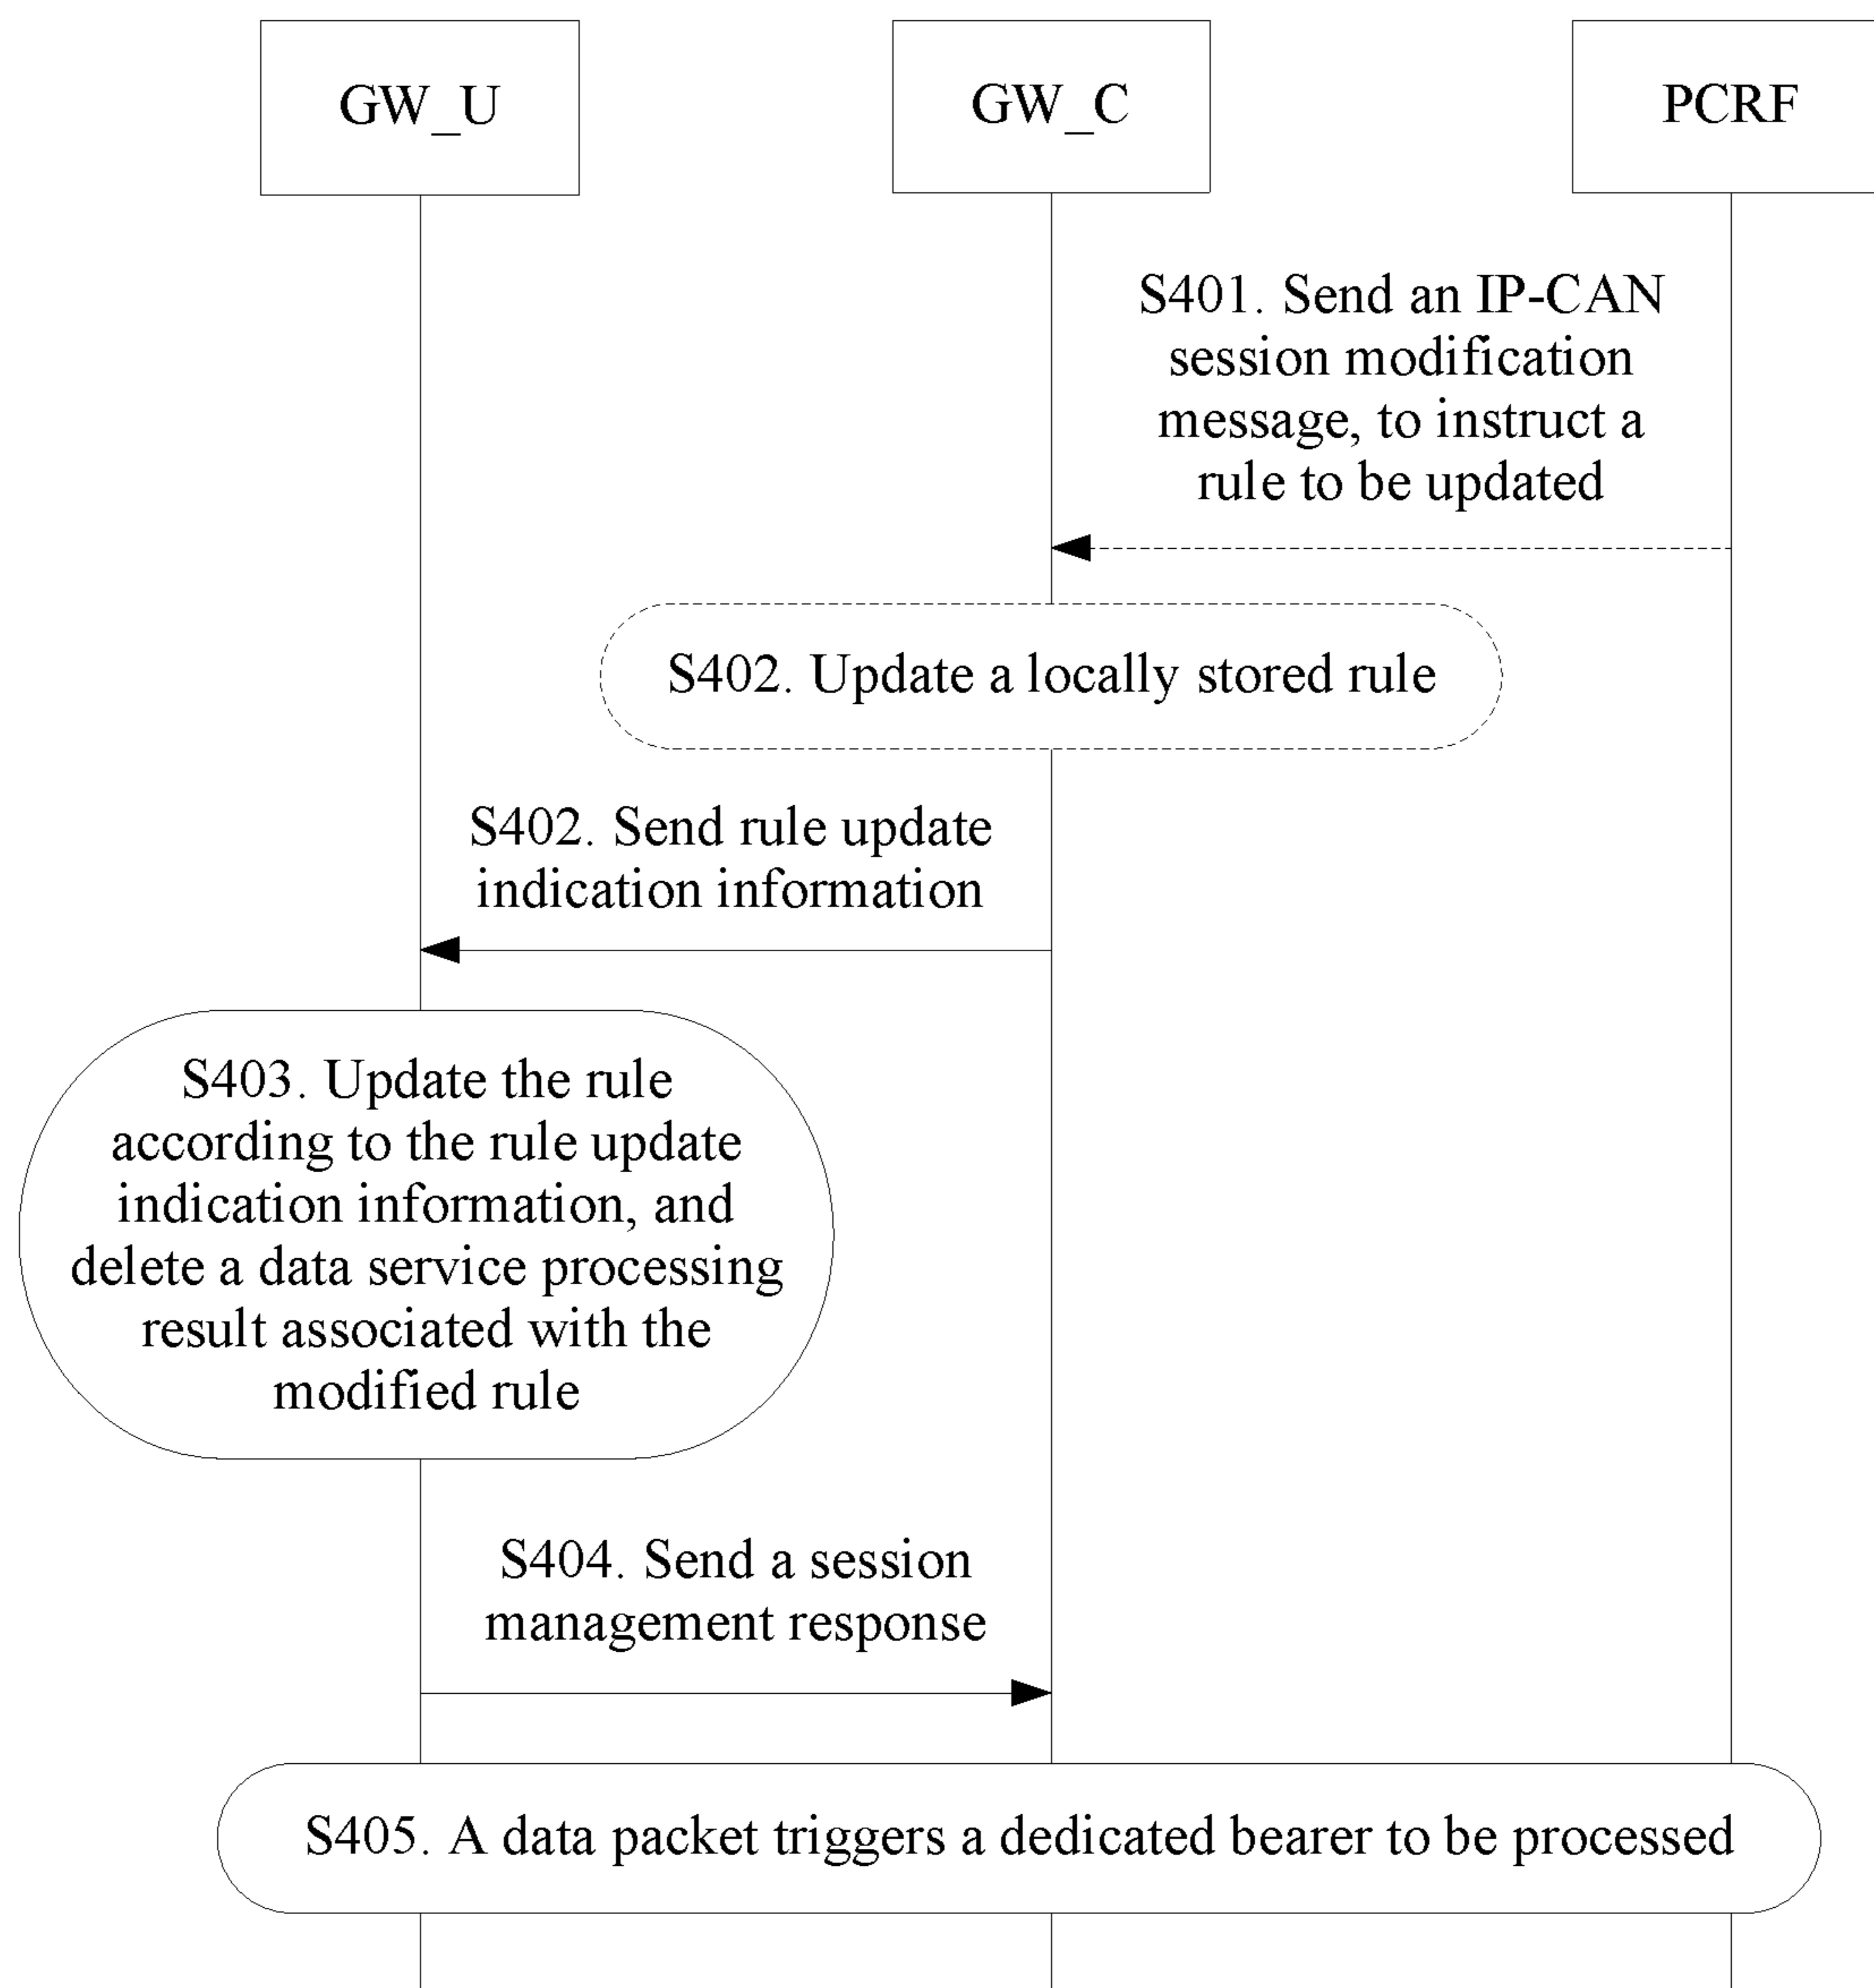 GW_U
GW_C
PCRF
S401. Send an IP-CAN
session modification
message, to instruct a
rule to be updated
S402. Update a locally stored rule
S402. Send rule update
indication information
S403. Update the rule
according to the rule update
indication information, and
delete a data service processing
result associated with the
modified rule
S404. Send a session
management response
S405. A data packet triggers a dedicated bearer to be processed